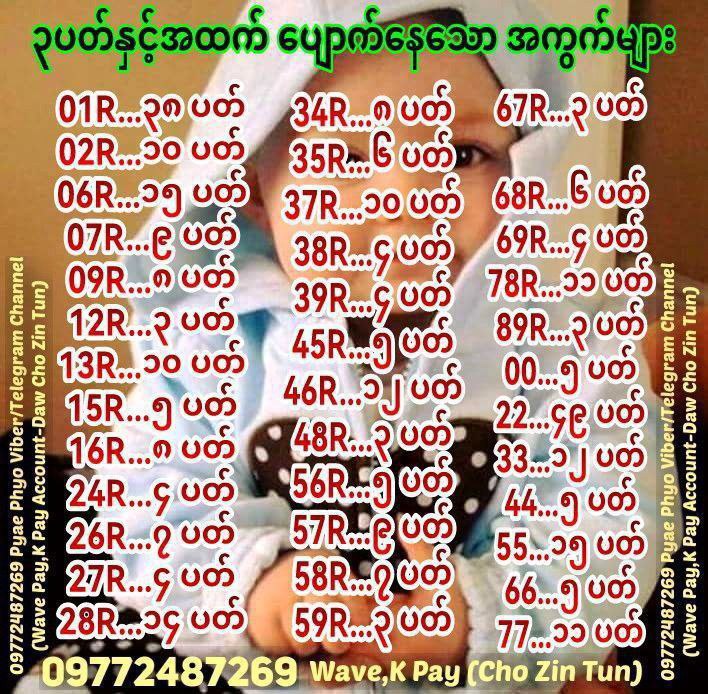 ၃ပတ်နှင့်အထက် ပျောက်နေသော အကွက်များ
01R...၃၈ ပတ်
02R...၁၀ ပတ်
06R...၁၅ ပတ်
07R...၉ ပတ်
09R...၈ ပတ်
12R...၃ ပတ်
13R...၁၀ ပတ်
15R...၅ ပတ်
16R...၈ ပတ်
24R...၄ ပတ်
26R...၇ ပတ်
27R...၄ ပတ်
28R...၁၄ ပတ်
34R...၈ ပတ်
35R...၆ ပတ်
37R...၁၀ ပတ်
38R...၄ ပတ်
39R...၄ ပတ်
45R...၅ ပတ်
46R...၁၂ ပတ်
48R...၃ ပတ်
56R...၅ ပတ်
57R...၉ ပတ်
58R...၇ ပတ်
59R...၃ ပတ်
67R...၃ ပတ်
68R...၆ ပတ်
69R...၄ ပတ်
78R...၁၁ ပတ်
89R...၃ ပတ်
00...၅ ပတ်
22...၄၉ ပတ်
33...၁၂ ပတ်
44...၅ ပတ်
55...၁၅ ပတ်
66...၅ ပတ်
77...၁၁ ပတ်
09772487269 Pyae Phyo Viber/Telegram Channel
(Wave Pay,K Pay Account-Daw Cho Zin Tun)
09772487269 Pyae Phyo Viber/Telegram Channel
(Wave Pay,K Pay Account-Daw Cho Zin Tun)
09772487269 Wave,K Pay (Cho Zin Tun)